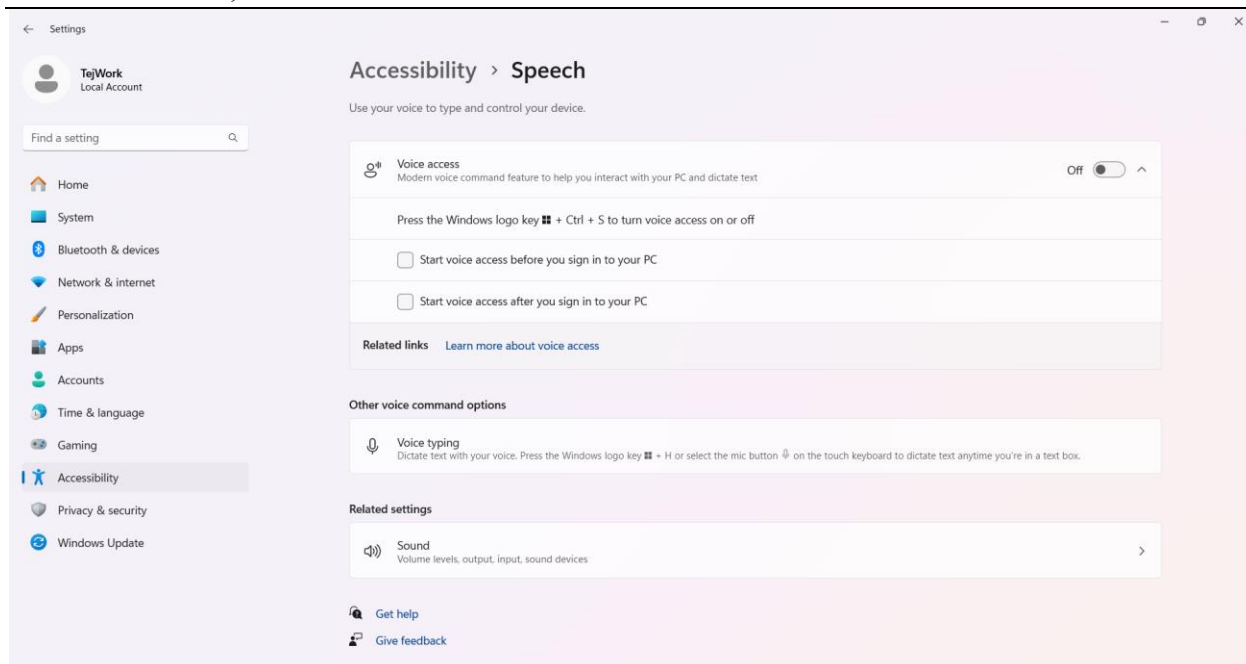 Settings
TejWork
Local Account
Find a setting
Home
System
Bluetooth & devices
Network & internet
Personalization
Apps
Accounts
Time & language
Gaming
Accessibility
Privacy & security
Windows Update
Accessibility > Speech
Use your voice to type and control your device.
Voice access
Modern voice command feature to help you interact with your PC and dictate text
Off
Press the Windows logo key + Ctrl + S to turn voice access on or off
Start voice access before you sign in to your PC
Start voice access after you sign in to your PC
Related links Learn more about voice access
Other voice command options
Voice typing
Dictate text with your voice. Press the Windows logo key + H or select the mic button on the touch keyboard to dictate text anytime you're in a text box.
Related settings
Sound
Volume levels, output, input, sound devices
Get help
Give feedback